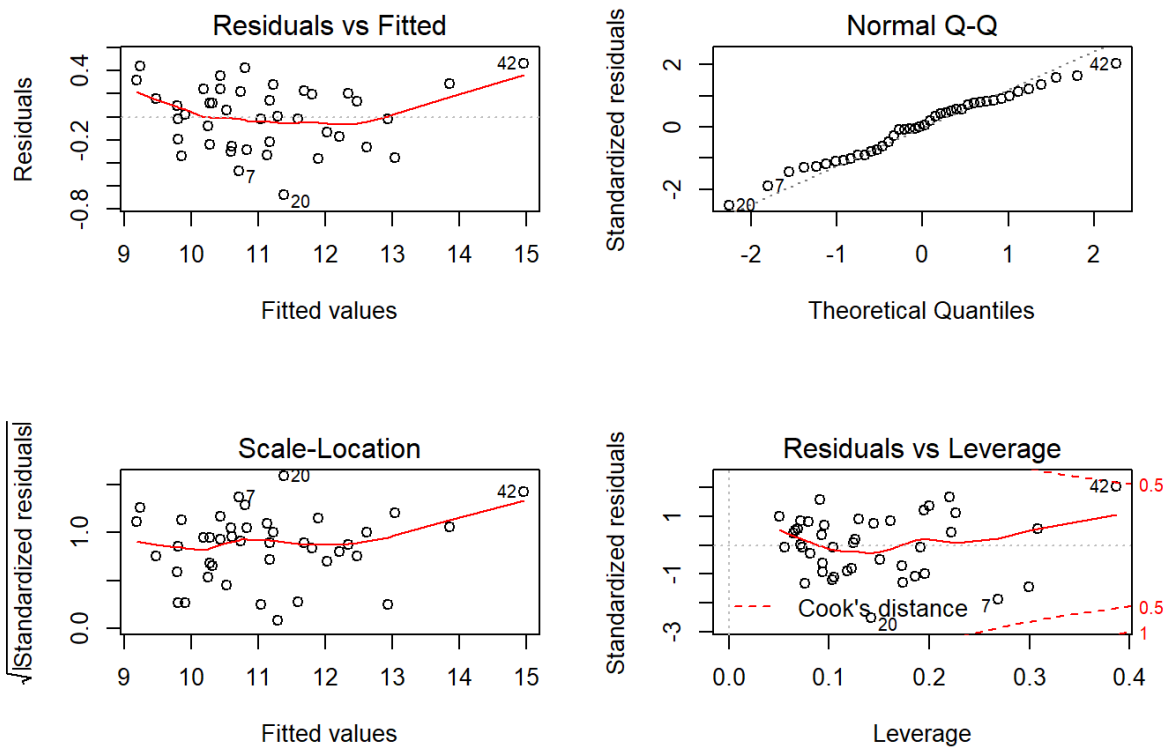 Residuals vs Fitted
Residuals
0.4
-0.2
-0.8
42
7
20
9 10 11 12 13 14 15
Fitted values
Normal Q-Q
Standardized residuals
2
0
-2
42
7
20
-2 -1 0 1 2
Theoretical Quantiles
Scale-Location
√|Standardized residuals|
1.0
0.0
20
7
42
9 10 11 12 13 14 15
Fitted values
Residuals vs Leverage
Standardized residuals
1
-1
-3
42
0.5
Cook's distance
7
20
0.5
1
0.0 0.1 0.2 0.3 0.4
Leverage